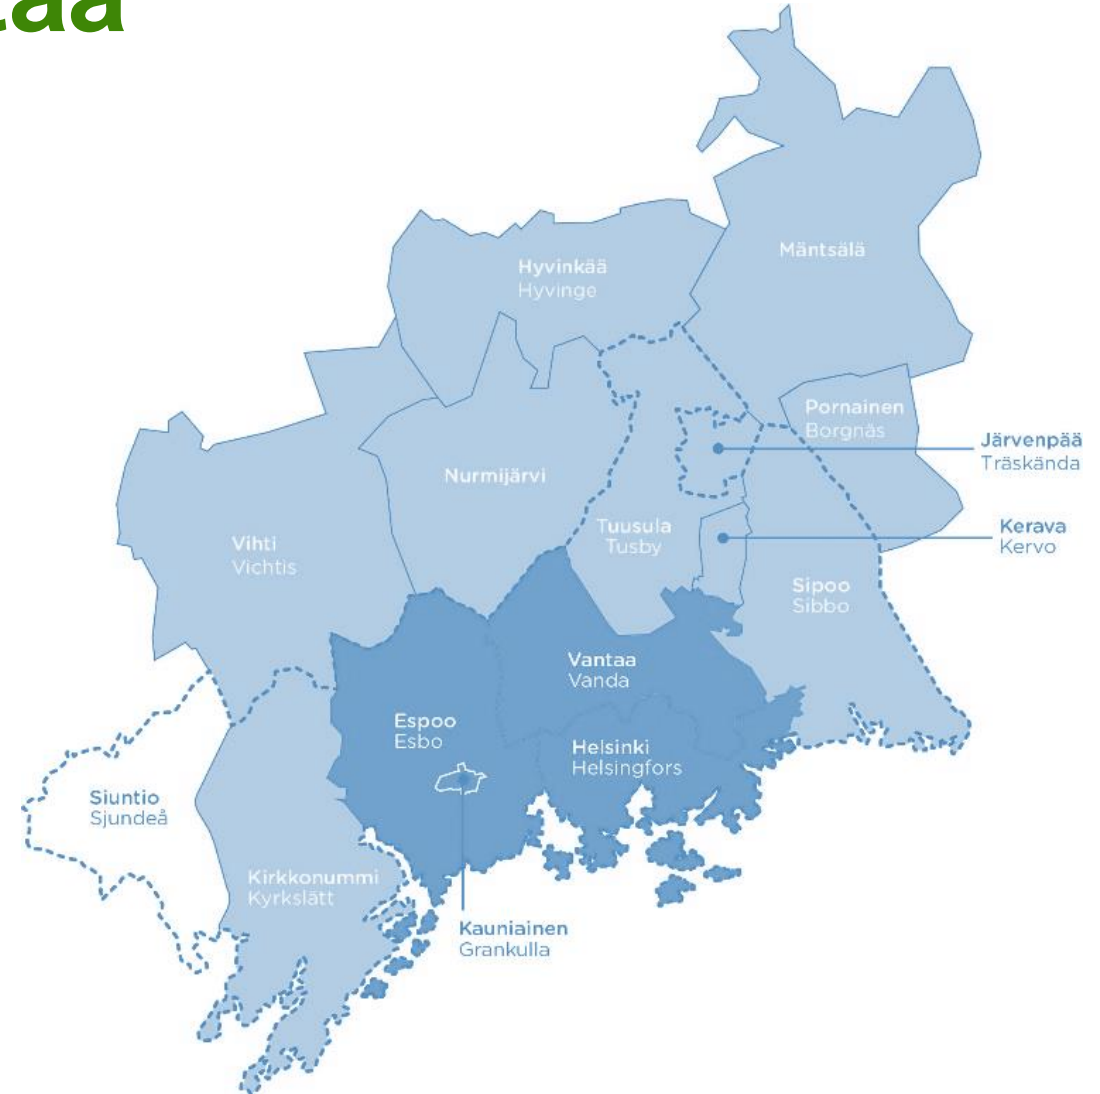 Mäntsälä
Hyvinkää
Hyvinge
Pornainen
Borgnäs
Järvenpää
Träskända
Nurmijärvi
Tuusula
Tusby
Kerava
Kervo
Vihti
Vichtis
Sipoo
Sibbo
Vantaa
Vanda
Espoo
Esbo
Helsinki
Helsingfors
Siuntio
Sjundeå
Kirkkonummi
Kyrkslätt
Kauniainen
Grankulla